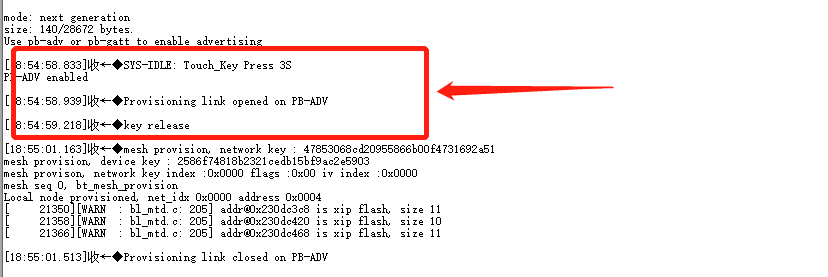 mode: next generation
size: 140/28672 bytes.
Use pb-adv or pb-gatt to enable advertising
[18:54:58.833]收←◆SYS-IDLE: Touch_Key Press 3S
PB-ADV enabled
[18:54:58.939]收←◆Provisioning link opened on PB-ADV
[18:54:59.218]收←◆key release
[18:55:01.163]收←◆mesh provision, network key : 47853068cd20955866b00f4731692a51
mesh provision, device key : 2586f74818b2321cedb15bf9ac2e5903
mesh provison, network key index :0x0000 flags :0x00 iv index :0x0000
mesh seq 0, bt_mesh_provision
Local node provisioned, net_idx 0x0000 address 0x0004
[     21350][WARN  : bl_mtd.c: 205] addr@0x230dc3c8 is xip flash, size 11
[     21358][WARN  : bl_mtd.c: 205] addr@0x230dc420 is xip flash, size 10
[     21366][WARN  : bl_mtd.c: 205] addr@0x230dc468 is xip flash, size 11
[18:55:01.513]收←◆Provisioning link closed on PB-ADV